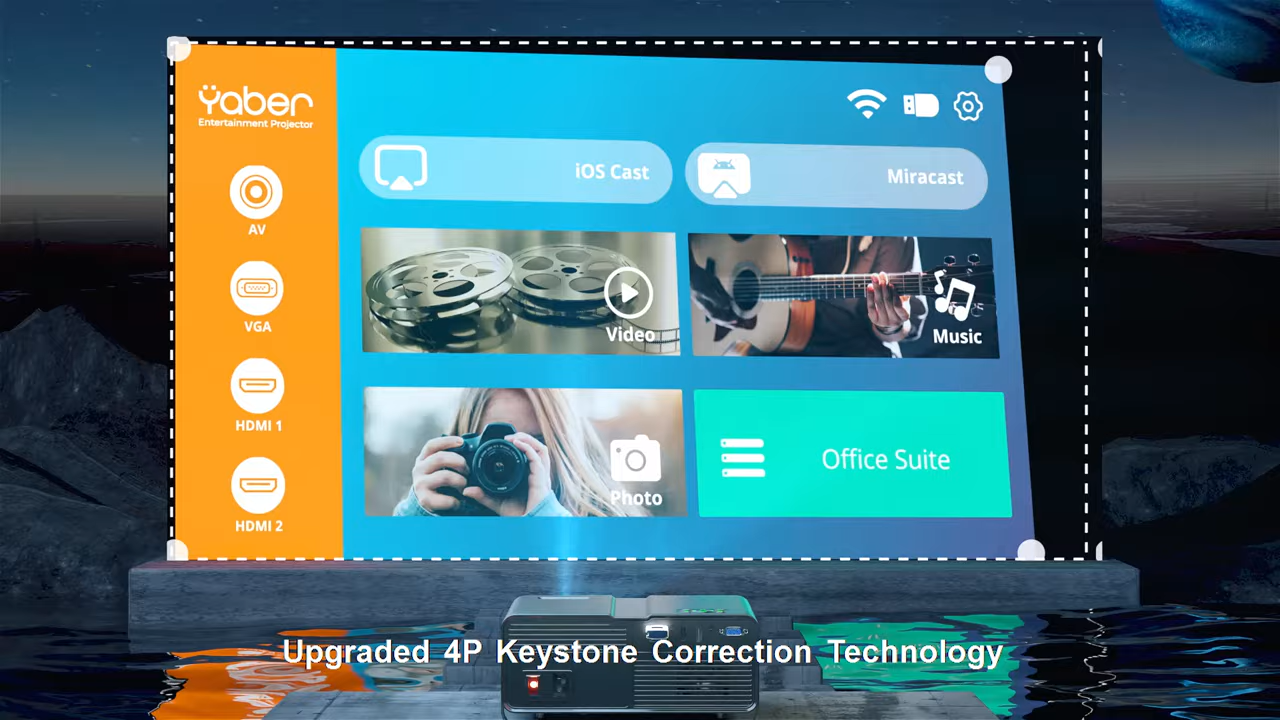 Yaber
Entertainment Projector
AV
VGA
HDMI 1
HDMI 2
iOS Cast
Miracast
Video
Music
Photo
Office Suite
Upgraded 4P Keystone Correction Technology